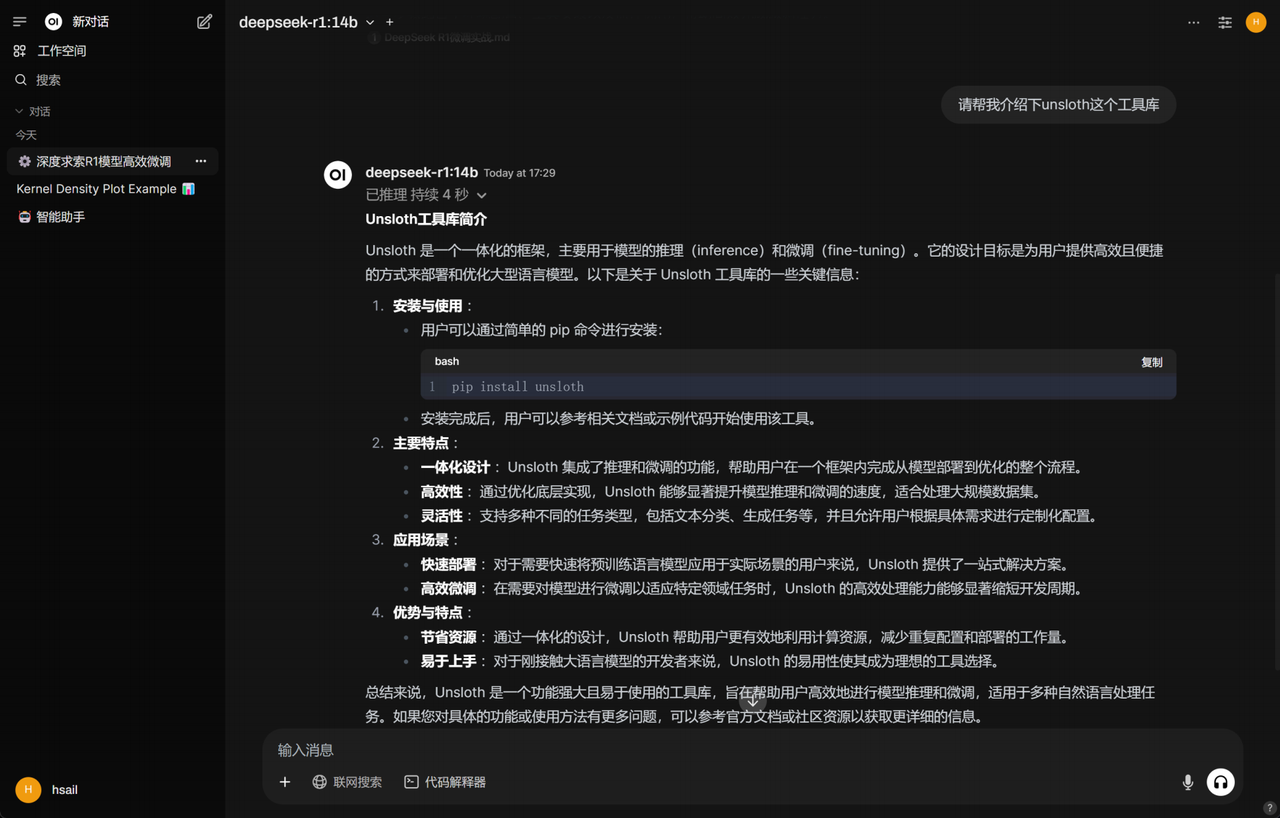 OI 新对话
工作空间
搜索
对话
今天
深度求索R1模型高效微调 ...
Kernel Density Plot Example
智能助手
H hsail
deepseek-r1:14b +
... H
1 DeepSeek R1微调实战.md
请帮我介绍下unsloth这个工具库
OI deepseek-r1:14b Today at 17:29
已推理 持续 4 秒
Unsloth工具库简介
Unsloth 是一个一体化的框架，主要用于模型的推理（inference）和微调（fine-tuning）。它的设计目标是为用户提供高效且便捷
的方式来部署和优化大型语言模型。以下是关于 Unsloth 工具库的一些关键信息：
1. 安装与使用：
• 用户可以通过简单的 pip 命令进行安装：
bash 复制
1 pip install unsloth
• 安装完成后，用户可以参考相关文档或示例代码开始使用该工具。
2. 主要特点：
• 一体化设计： Unsloth 集成了推理和微调的功能，帮助用户在一个框架内完成从模型部署到优化的整个流程。
• 高效性： 通过优化底层实现，Unsloth 能够显著提升模型推理和微调的速度，适合处理大规模数据集。
• 灵活性： 支持多种不同的任务类型，包括文本分类、生成任务等，并且允许用户根据具体需求进行定制化配置。
3. 应用场景：
• 快速部署： 对于需要快速将预训练语言模型应用于实际场景的用户来说，Unsloth 提供了一站式解决方案。
• 高效微调： 在需要对模型进行微调以适应特定领域任务时，Unsloth 的高效处理能力能够显著缩短开发周期。
4. 优势与特点：
• 节省资源： 通过一体化的设计，Unsloth 帮助用户更有效地利用计算资源，减少重复配置和部署的工作量。
• 易于上手： 对于刚接触大语言模型的开发者来说，Unsloth 的易用性使其成为理想的工具选择。
总结来说，Unsloth 是一个功能强大且易于使用的工具库，旨在帮助用户高效地进行模型推理和微调，适用于多种自然语言处理任
务。如果您对具体的功能或使用方法有更多问题，可以参考官方文档或社区资源以获取更详细的信息。
输入消息
+ 联网搜索 代码解释器
?